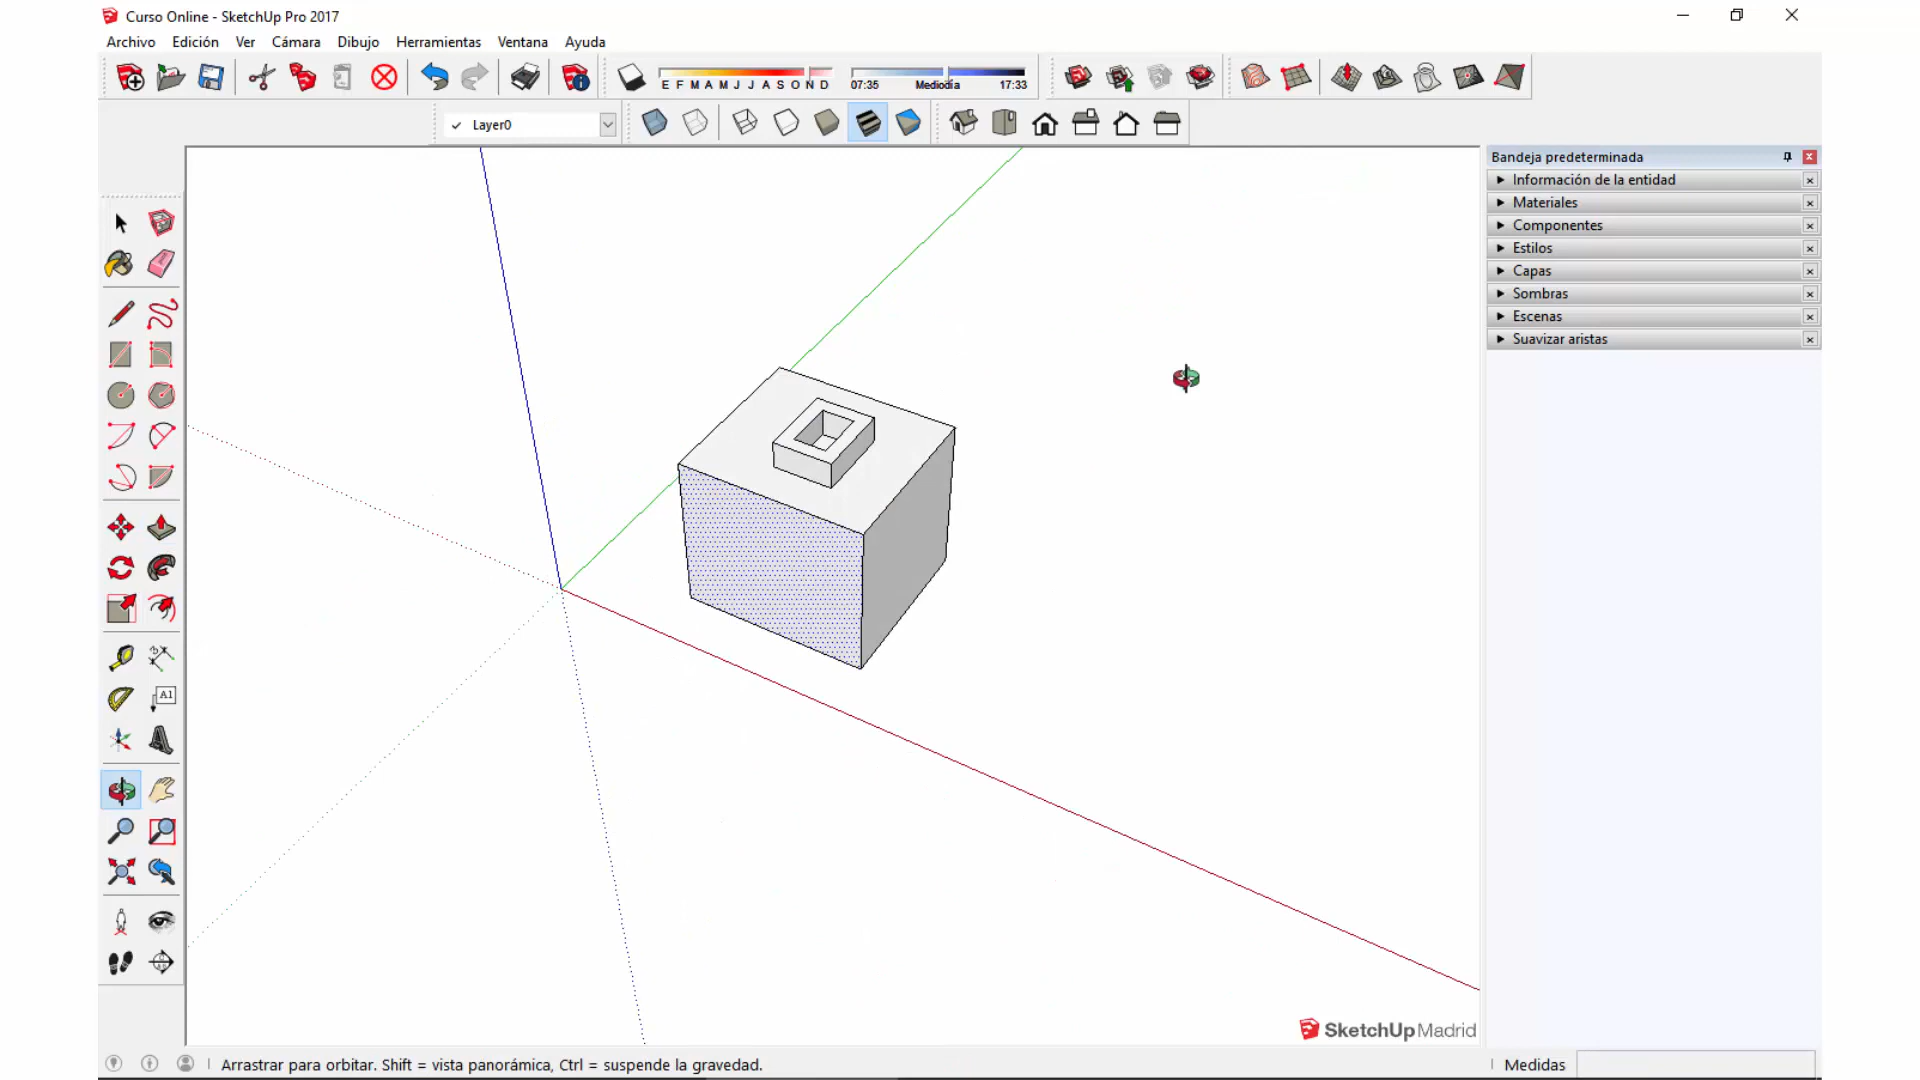 Curso Online - SketchUp Pro 2017
Archivo Edición Ver Cámara Dibujo Herramientas Ventana Ayuda
E F M A M J J A S O N D 07:35 Mediodía 17:33
Layer0
Bandeja predeterminada
Información de la entidad
Materiales
Componentes
Estilos
Capas
Sombras
Escenas
Suavizar aristas
A1
SketchUp Madrid
Arrastrar para orbitar. Shift = vista panorámica, Ctrl = suspende la gravedad.
Medidas